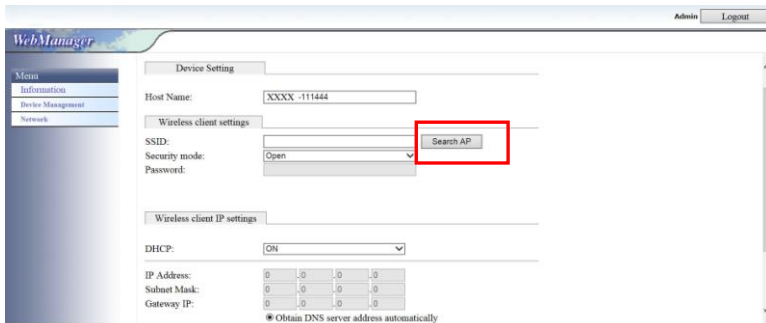 Admin Logout
WebManager
Menu
Information
Device Management
Network
Device Setting
Host Name: XXXX -111444
Wireless client settings
SSID: Search AP
Security mode: Open
Password:
Wireless client IP settings
DHCP: ON
IP Address: 0 .0 .0 .0
Subnet Mask: 0 .0 .0 .0
Gateway IP: 0 .0 .0 .0
Obtain DNS server address automatically